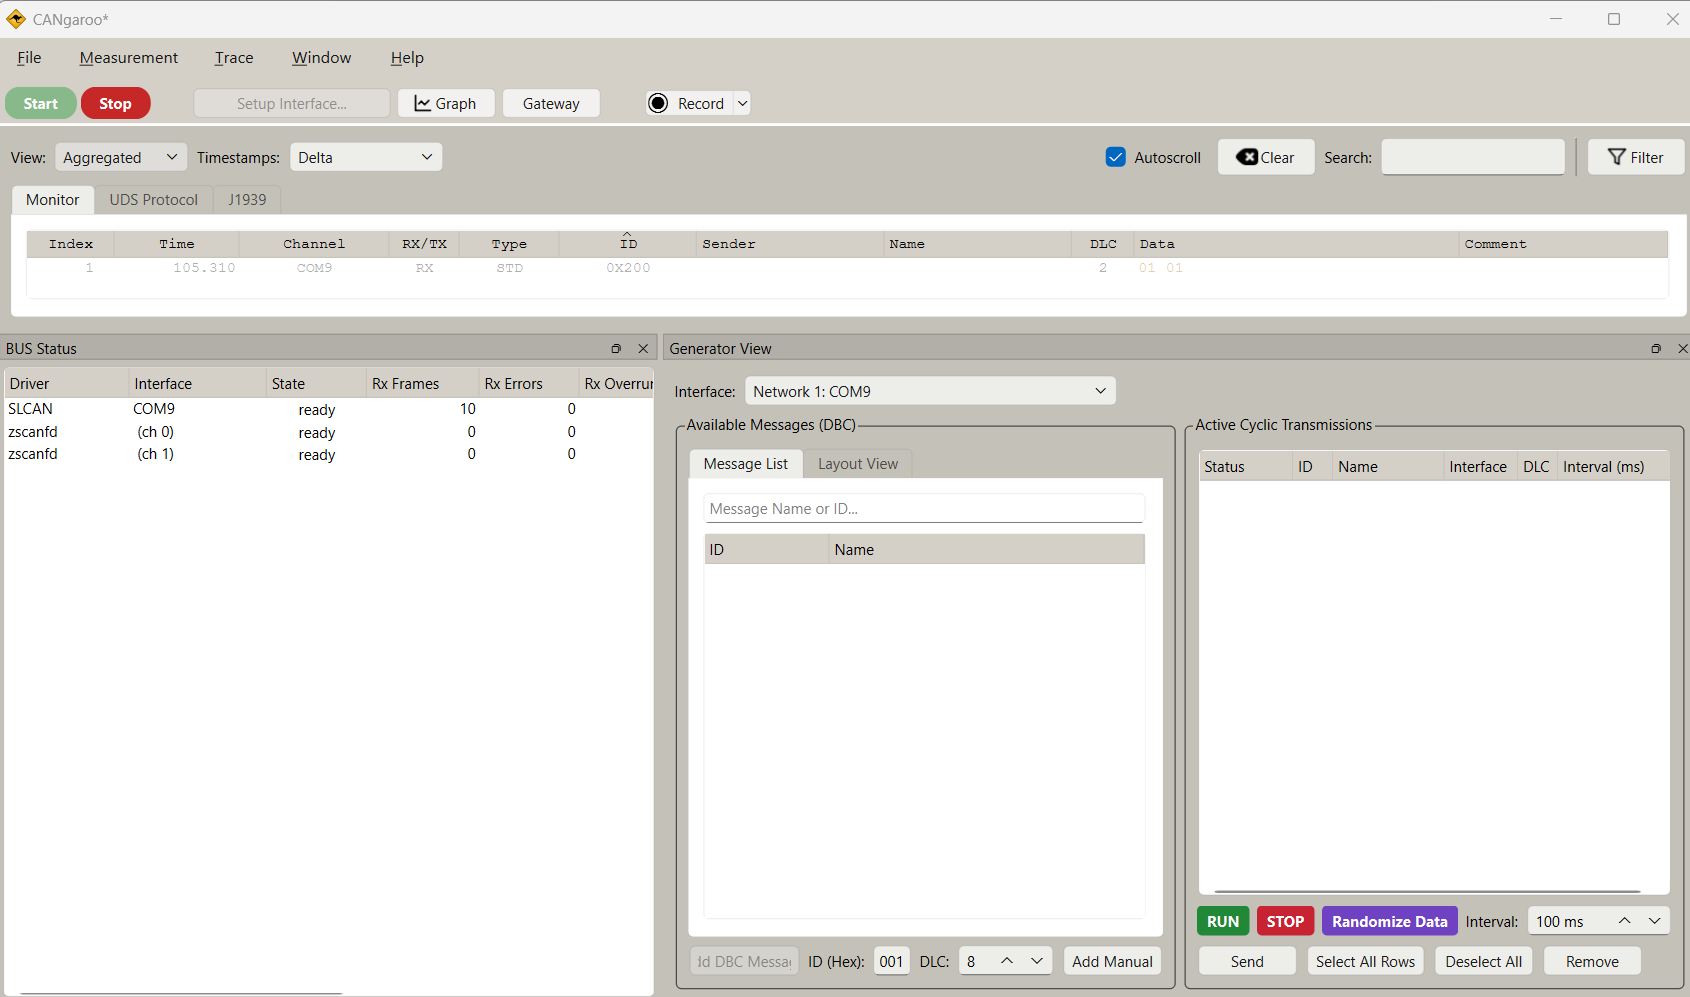 CANgaroo*
File Measurement Trace Window Help
Start Stop Setup Interface... Graph Gateway Record
View: Aggregated Timestamps: Delta Autoscroll Clear Search: Filter
Monitor UDS Protocol J1939
Index Time Channel RX/TX Type ID Sender Name DLC Data Comment
1 105.310 COM9 RX STD 0X200 2 01 01
BUS Status
Driver Interface State Rx Frames Rx Errors Rx Overrur
SLCAN COM9 ready 10 0
zscanfd (ch 0) ready 0 0
zscanfd (ch 1) ready 0 0
Generator View
Interface: Network 1: COM9
Available Messages (DBC)
Message List Layout View
Message Name or ID...
ID Name
ld DBC Messag ID (Hex): 001 DLC: 8 Add Manual
Active Cyclic Transmissions
Status ID Name Interface DLC Interval (ms)
RUN STOP Randomize Data Interval: 100 ms
Send Select All Rows Deselect All Remove